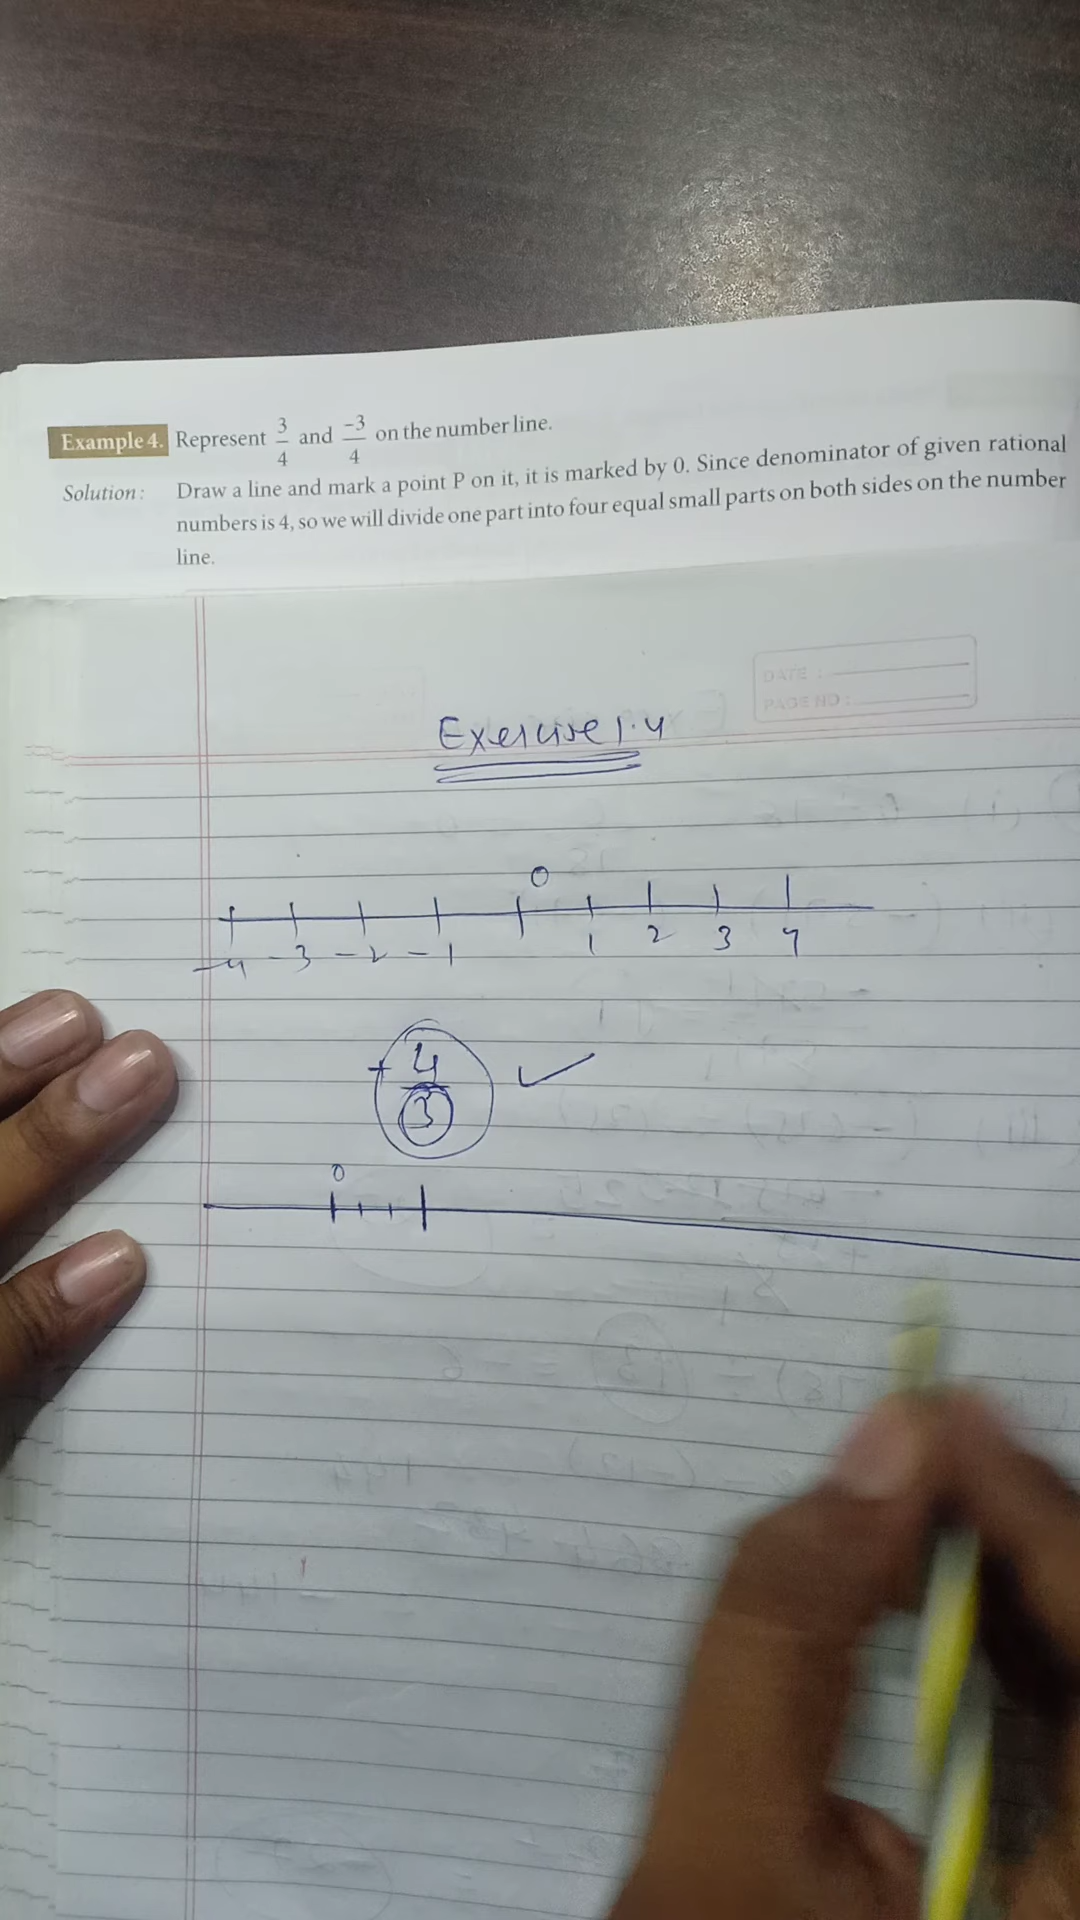 Example 4. Represent 3/4 and -3/4 on the number line.
Solution: Draw a line and mark a point P on it, it is marked by 0. Since denominator of given rational
numbers is 4, so we will divide one part into four equal small parts on both sides on the number
line.
DATE :
PAGE NO :
Exercise 1.4
0
-4 -3 -2 -1 1 2 3 4
+ 4/3 ✓
0